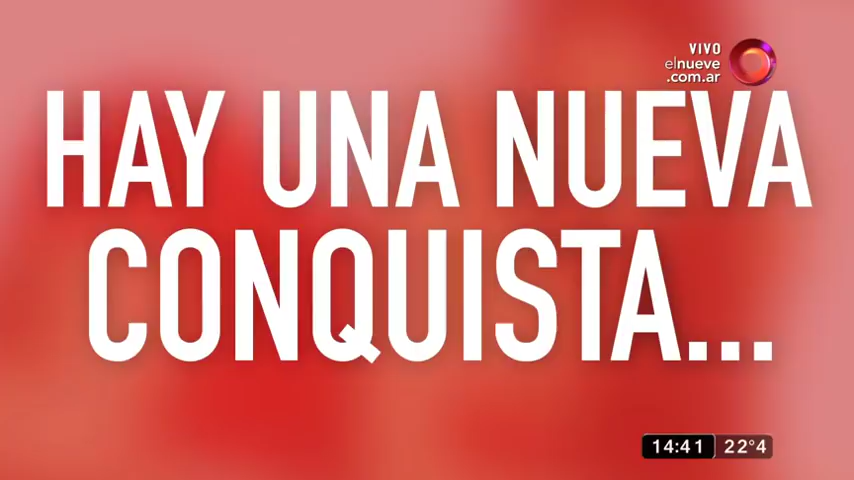 VIVO
elnueve
.com.ar
HAY UNA NUEVA
CONQUISTA...
14:41 22°4